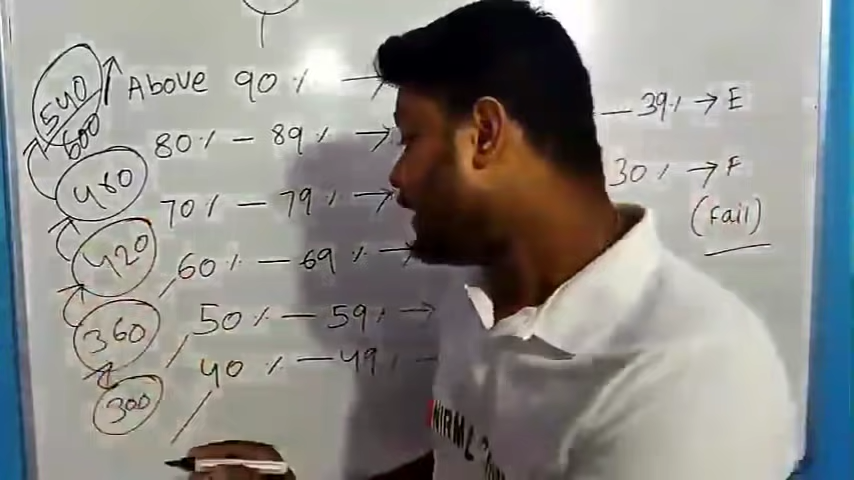 540/600 Above 90% →
480 80% — 89% →
420 70% — 79% →
360 60% — 69% →
300 50% — 59% →
40% — 49% —
— 39% → E
30% → F
(fail)
NIRML